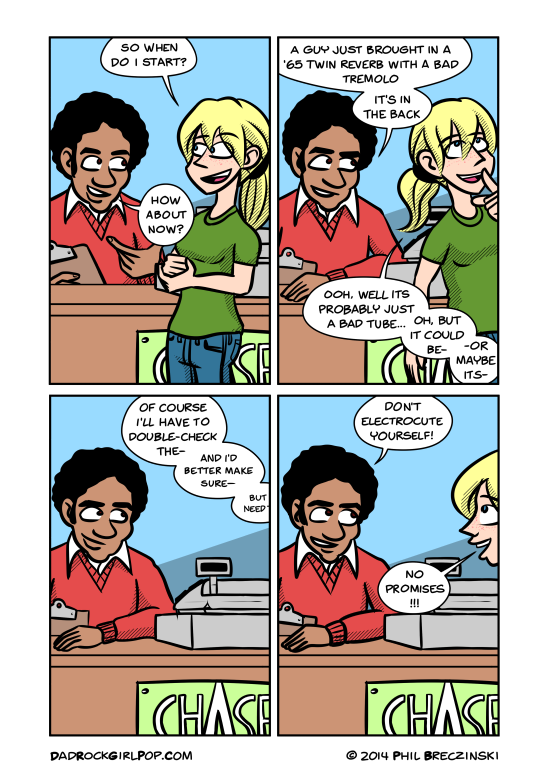 SO WHEN
DO I START?
HOW
ABOUT
NOW?
A GUY JUST BROUGHT IN A
'65 TWIN REVERB WITH A BAD
TREMOLO
IT'S IN
THE BACK
OOH, WELL ITS
PROBABLY JUST
A BAD TUBE...
OH, BUT
IT COULD
BE-
-OR
MAYBE
ITS-
OF COURSE
I'LL HAVE TO
DOUBLE-CHECK
THE-
AND I'D
BETTER MAKE
SURE-
BUT
NEED
DON'T
ELECTROCUTE
YOURSELF!
NO
PROMISES
!!!
DADROCKGIRLPOP.COM
© 2014 PHIL BRECZINSKI